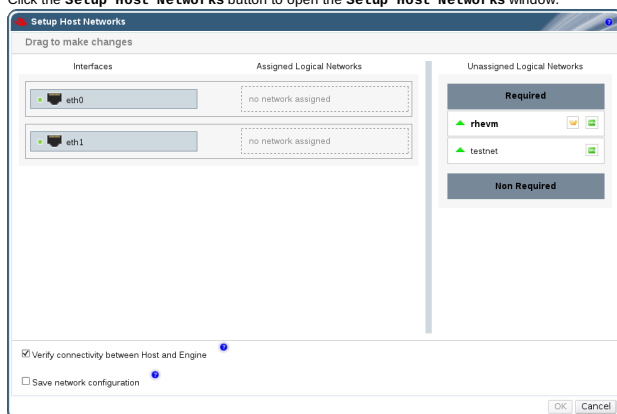 Click the Setup Host Networks button to open the Setup Host Networks window.
Setup Host Networks
Drag to make changes
Interfaces
Assigned Logical Networks
Unassigned Logical Networks
eth0
no network assigned
Required
rhevm
eth1
no network assigned
testnet
Non Required
Verify connectivity between Host and Engine
Save network configuration
OK
Cancel